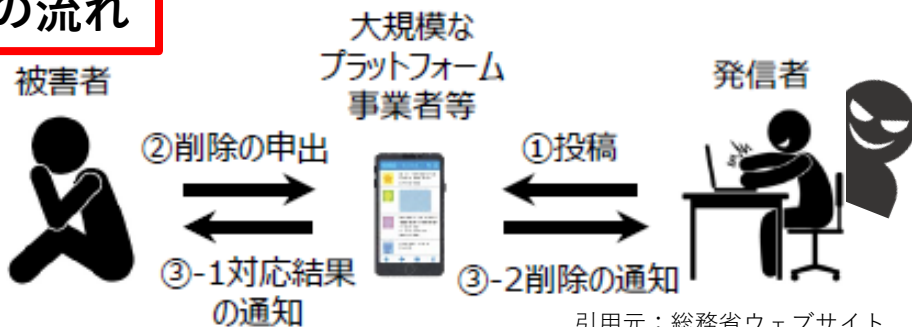 の流れ
被害者
大規模な
プラットフォーム
事業者等
発信者
②削除の申出
①投稿
③-1対応結果
の通知
③-2削除の通知
引用元：総務省ウェブサイト